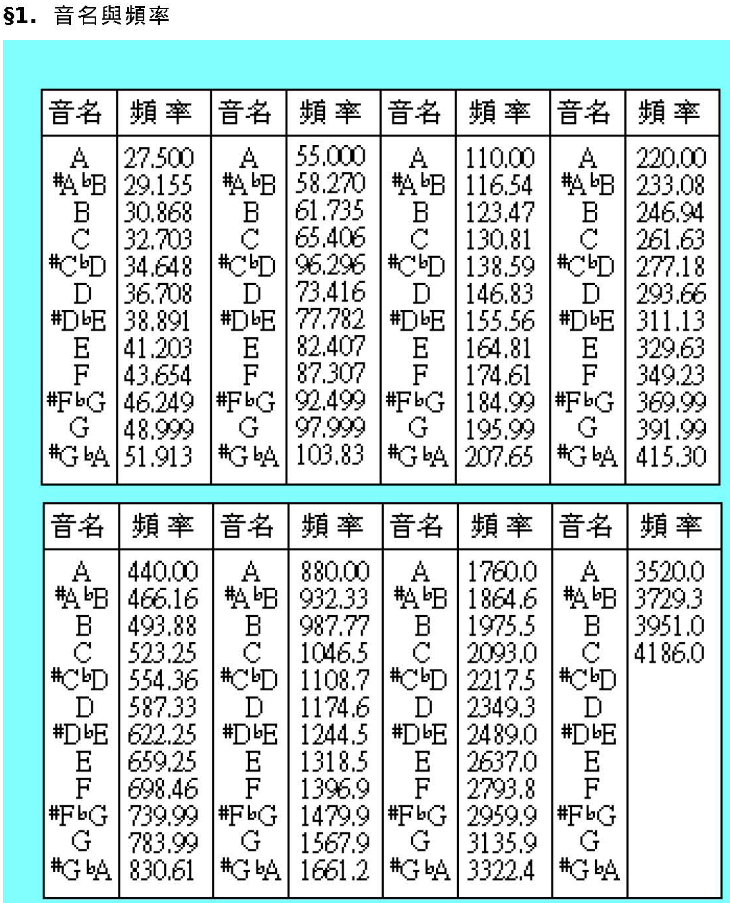 §1. 音名與頻率
音名 頻率 音名 頻率 音名 頻率 音名 頻率
A 27.500 A 55.000 A 110.00 A 220.00
#A♭B 29.155 #A♭B 58.270 #A♭B 116.54 #A♭B 233.08
B 30.868 B 61.735 B 123.47 B 246.94
C 32.703 C 65.406 C 130.81 C 261.63
#C♭D 34.648 #C♭D 96.296 #C♭D 138.59 #C♭D 277.18
D 36.708 D 73.416 D 146.83 D 293.66
#D♭E 38.891 #D♭E 77.782 #D♭E 155.56 #D♭E 311.13
E 41.203 E 82.407 E 164.81 E 329.63
F 43.654 F 87.307 F 174.61 F 349.23
#F♭G 46.249 #F♭G 92.499 #F♭G 184.99 #F♭G 369.99
G 48.999 G 97.999 G 195.99 G 391.99
#G♭A 51.913 #G♭A 103.83 #G♭A 207.65 #G♭A 415.30
音名 頻率 音名 頻率 音名 頻率 音名 頻率
A 440.00 A 880.00 A 1760.0 A 3520.0
#A♭B 466.16 #A♭B 932.33 #A♭B 1864.6 #A♭B 3729.3
B 493.88 B 987.77 B 1975.5 B 3951.0
C 523.25 C 1046.5 C 2093.0 C 4186.0
#C♭D 554.36 #C♭D 1108.7 #C♭D 2217.5 #C♭D
D 587.33 D 1174.6 D 2349.3 D
#D♭E 622.25 #D♭E 1244.5 #D♭E 2489.0 #D♭E
E 659.25 E 1318.5 E 2637.0 E
F 698.46 F 1396.9 F 2793.8 F
#F♭G 739.99 #F♭G 1479.9 #F♭G 2959.9 #F♭G
G 783.99 G 1567.9 G 3135.9 G
#G♭A 830.61 #G♭A 1661.2 #G♭A 3322.4 #G♭A